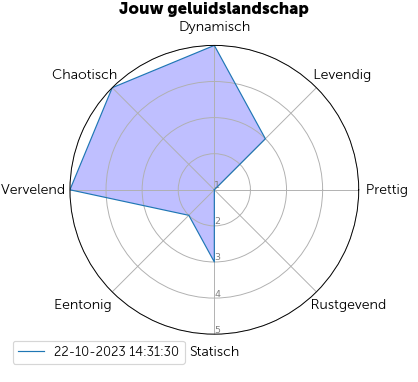 Jouw geluidslandschap
Dynamisch
Chaotisch
Levendig
Vervelend
1
Prettig
2
3
Eentonig
4
Rustgevend
5
22-10-2023 14:31:30
Statisch